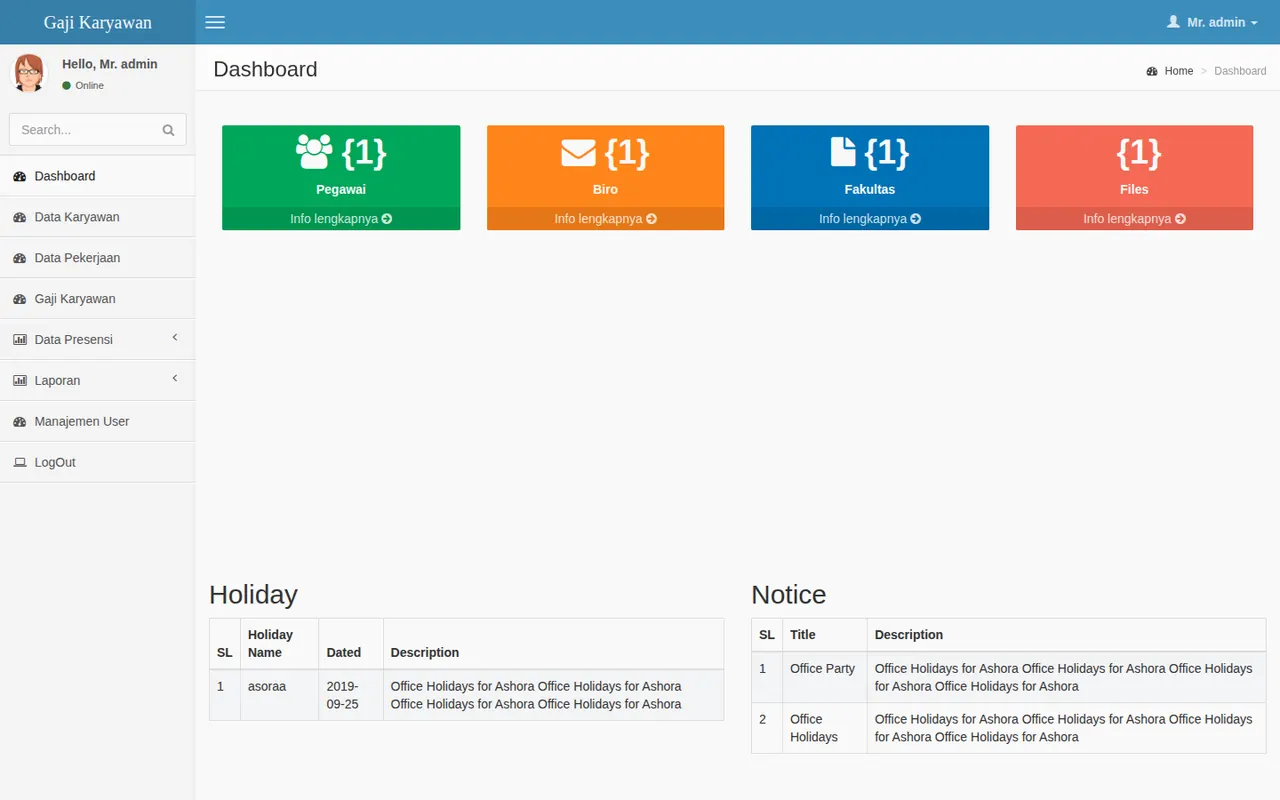 Gaji Karyawan
Mr. admin
Hello, Mr. admin
Online
Search...
Dashboard
Data Karyawan
Data Pekerjaan
Gaji Karyawan
Data Presensi
Laporan
Manajemen User
LogOut
Dashboard
Home > Dashboard
{1}
Pegawai
Info lengkapnya
{1}
Biro
Info lengkapnya
{1}
Fakultas
Info lengkapnya
{1}
Files
Info lengkapnya
Holiday
SL Holiday Name Dated Description
1 asoraa 2019-09-25 Office Holidays for Ashora Office Holidays for Ashora
Office Holidays for Ashora Office Holidays for Ashora
Notice
SL Title Description
1 Office Party Office Holidays for Ashora Office Holidays for Ashora Office Holidays
for Ashora Office Holidays for Ashora
2 Office Holidays Office Holidays for Ashora Office Holidays for Ashora Office Holidays
for Ashora Office Holidays for Ashora